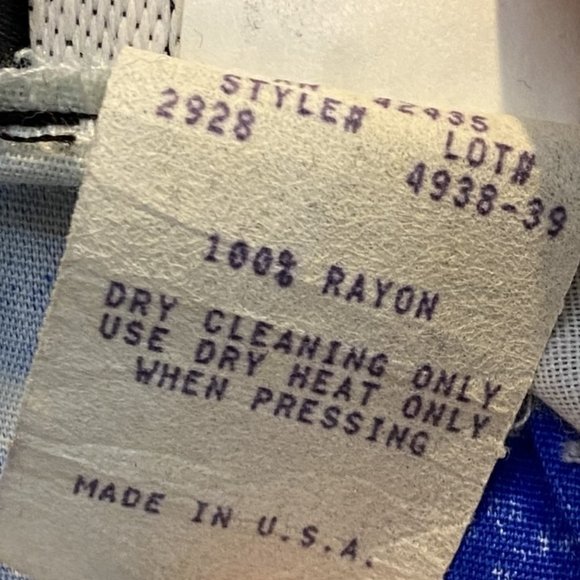 42435
STYLE# LOT#
2928 4938-39
100% RAYON
DRY CLEANING ONLY
USE DRY HEAT ONLY
WHEN PRESSING
MADE IN U.S.A.